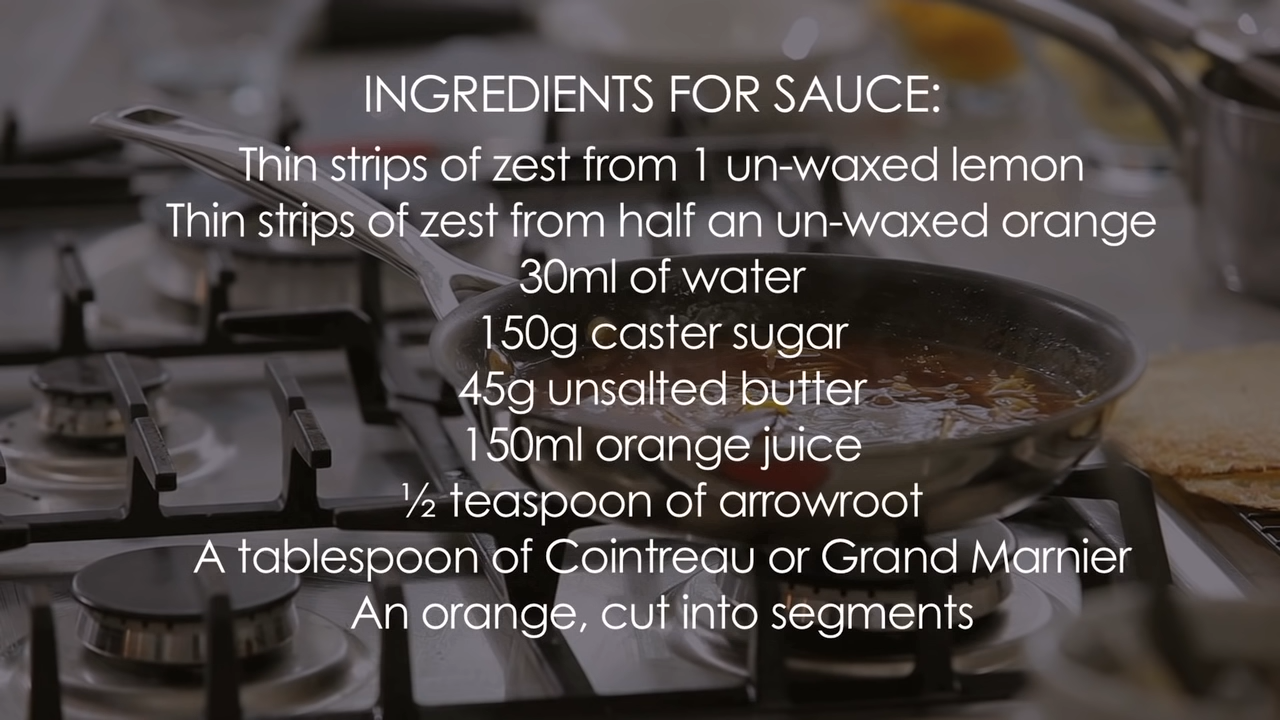 INGREDIENTS FOR SAUCE:
Thin strips of zest from 1 un-waxed lemon
Thin strips of zest from half an un-waxed orange
30ml of water
150g caster sugar
45g unsalted butter
150ml orange juice
½ teaspoon of arrowroot
A tablespoon of Cointreau or Grand Marnier
An orange, cut into segments